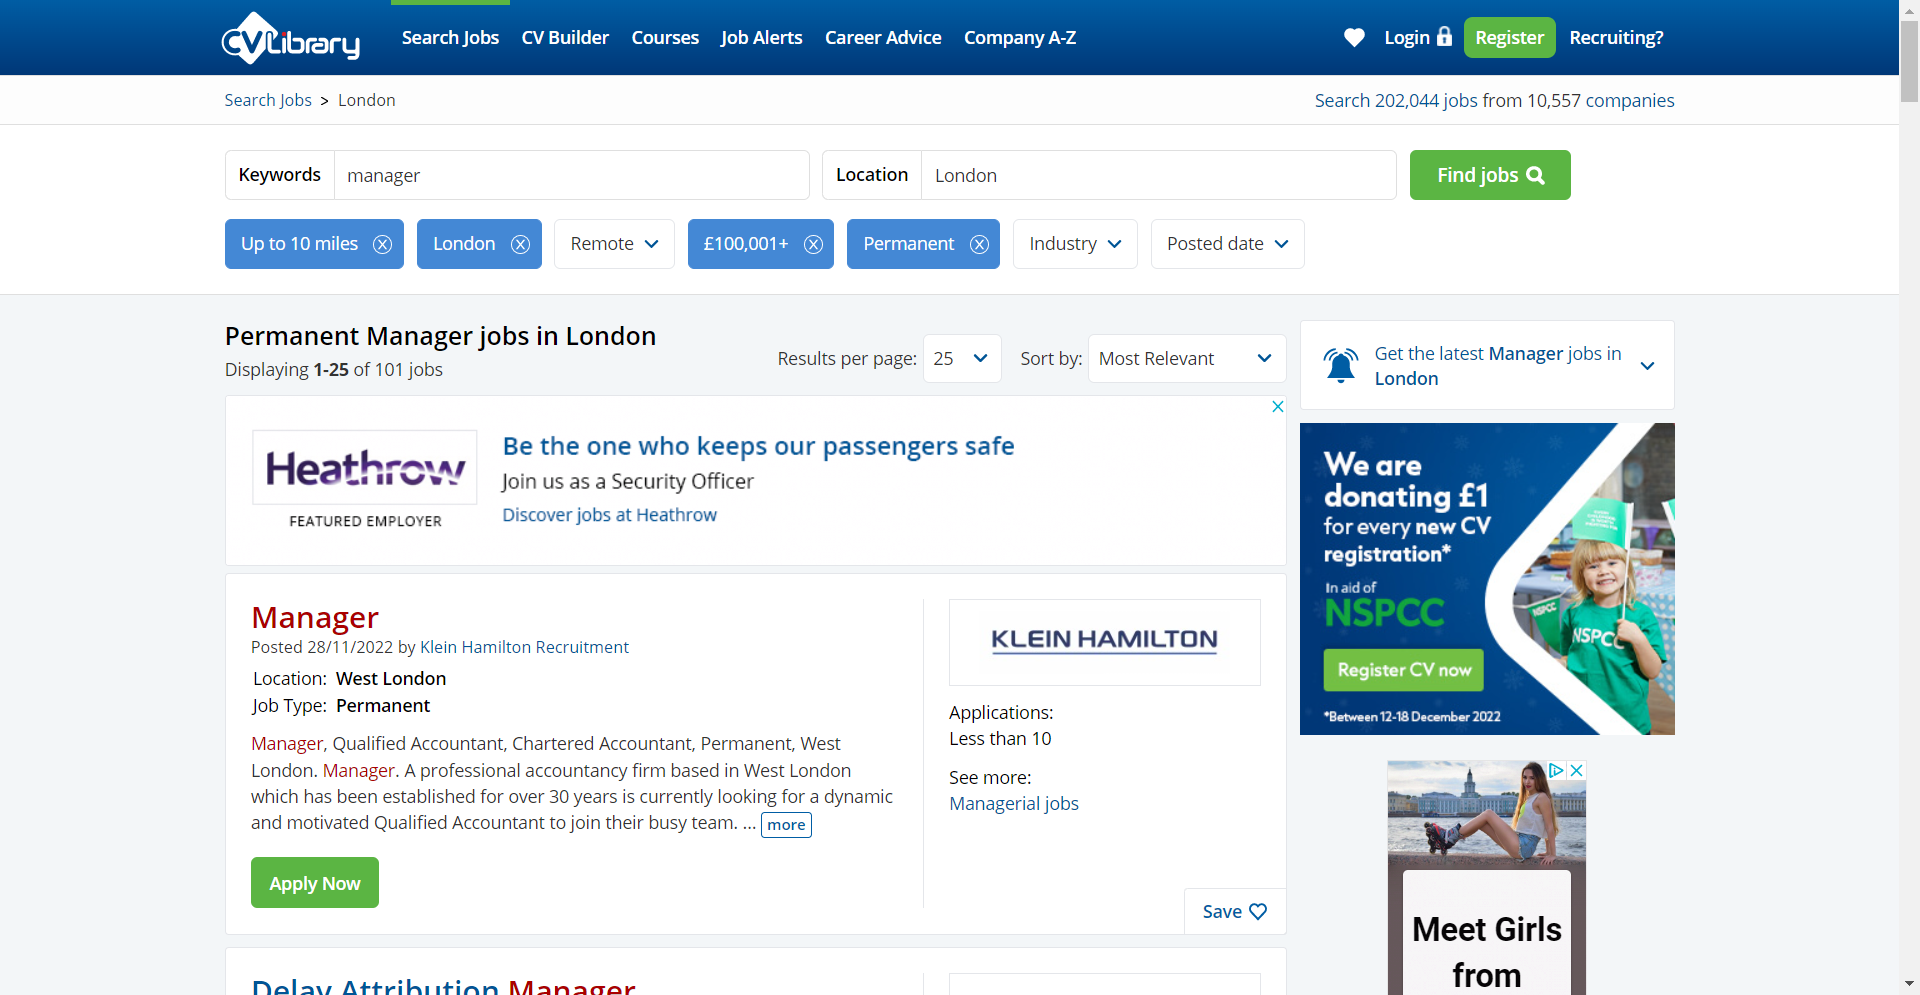 CVLibrary
Search Jobs
CV Builder
Courses
Job Alerts
Career Advice
Company A-Z
Login
Register
Recruiting?
Search Jobs > London
Search 202,044 jobs from 10,557 companies
Keywords
manager
Location
London
Find jobs
Up to 10 miles
London
Remote
£100,001+
Permanent
Industry
Posted date
Permanent Manager jobs in London
Displaying 1-25 of 101 jobs
Results per page:
25
Sort by:
Most Relevant
Heathrow
FEATURED EMPLOYER
Be the one who keeps our passengers safe
Join us as a Security Officer
Discover jobs at Heathrow
Manager
Posted 28/11/2022 by Klein Hamilton Recruitment
Location: West London
Job Type: Permanent
Manager, Qualified Accountant, Chartered Accountant, Permanent, West
London. Manager. A professional accountancy firm based in West London
which has been established for over 30 years is currently looking for a dynamic
and motivated Qualified Accountant to join their busy team. ... more
Apply Now
KLEIN HAMILTON
Applications:
Less than 10
See more:
Managerial jobs
Save
Delay Attribution Manager
Get the latest Manager jobs in
London
We are
donating £1
for every new CV
registration*
In aid of
NSPCC
Register CV now
*Between 12-18 December 2022
NSPCC
NSPCC
Meet Girls
from